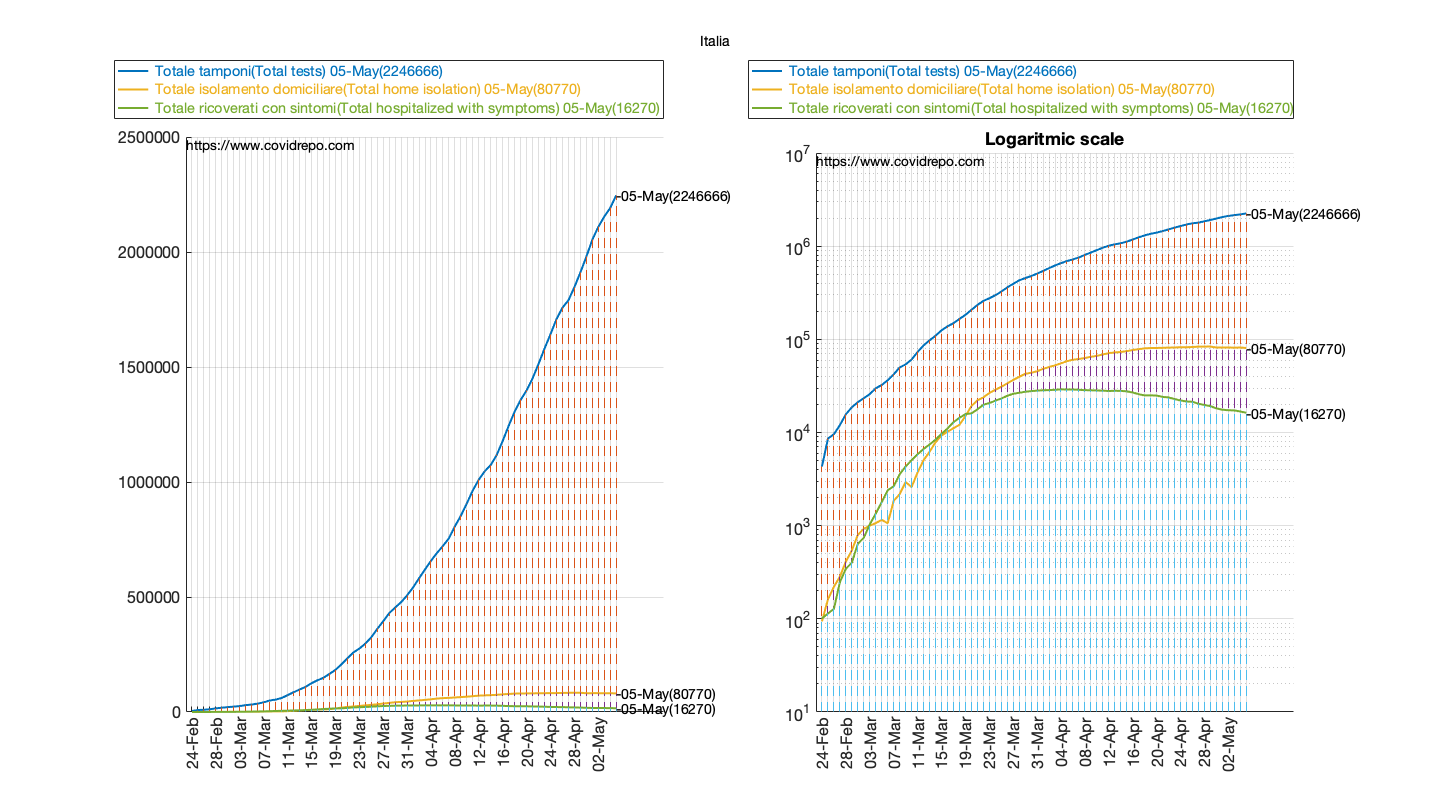 Italia
Totale tamponi(Total tests) 05-May(2246666)
Totale isolamento domiciliare(Total home isolation) 05-May(80770)
Totale ricoverati con sintomi(Total hospitalized with symptoms) 05-May(16270)
https://www.covidrepo.com
2500000
2000000
1500000
1000000
500000
0
05-May(2246666)
05-May(80770)
05-May(16270)
24-Feb
28-Feb
03-Mar
07-Mar
11-Mar
15-Mar
19-Mar
23-Mar
27-Mar
31-Mar
04-Apr
08-Apr
12-Apr
16-Apr
20-Apr
24-Apr
28-Apr
02-May
Totale tamponi(Total tests) 05-May(2246666)
Totale isolamento domiciliare(Total home isolation) 05-May(80770)
Totale ricoverati con sintomi(Total hospitalized with symptoms) 05-May(16270)
Logaritmic scale
https://www.covidrepo.com
10^7
10^6
10^5
10^4
10^3
10^2
10^1
05-May(2246666)
05-May(80770)
05-May(16270)
24-Feb
28-Feb
03-Mar
07-Mar
11-Mar
15-Mar
19-Mar
23-Mar
27-Mar
31-Mar
04-Apr
08-Apr
12-Apr
16-Apr
20-Apr
24-Apr
28-Apr
02-May